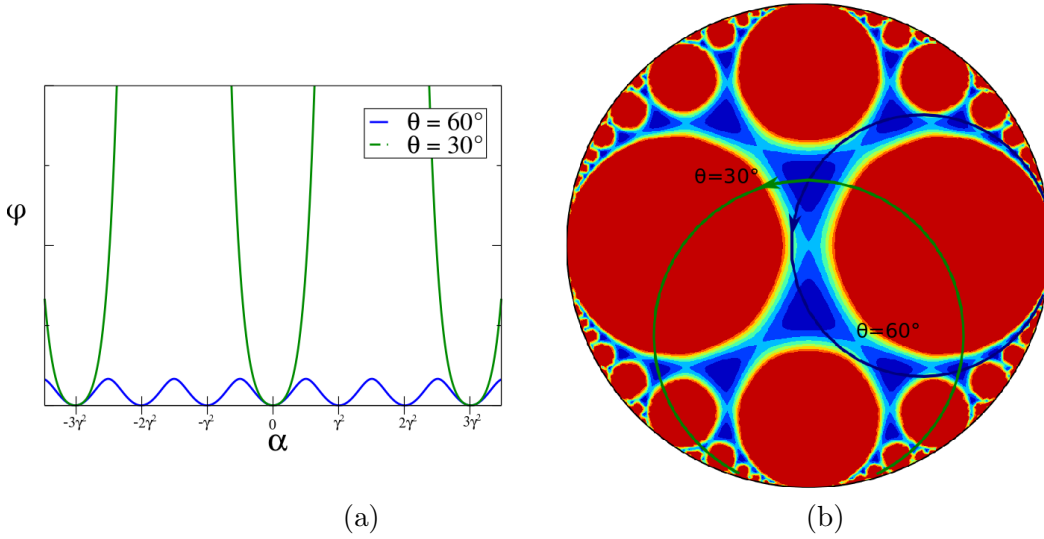 θ = 60°
θ = 30°
φ
-3γ² -2γ² -γ² 0 γ² 2γ² 3γ²
α
(a)
θ=30°
θ=60°
(b)